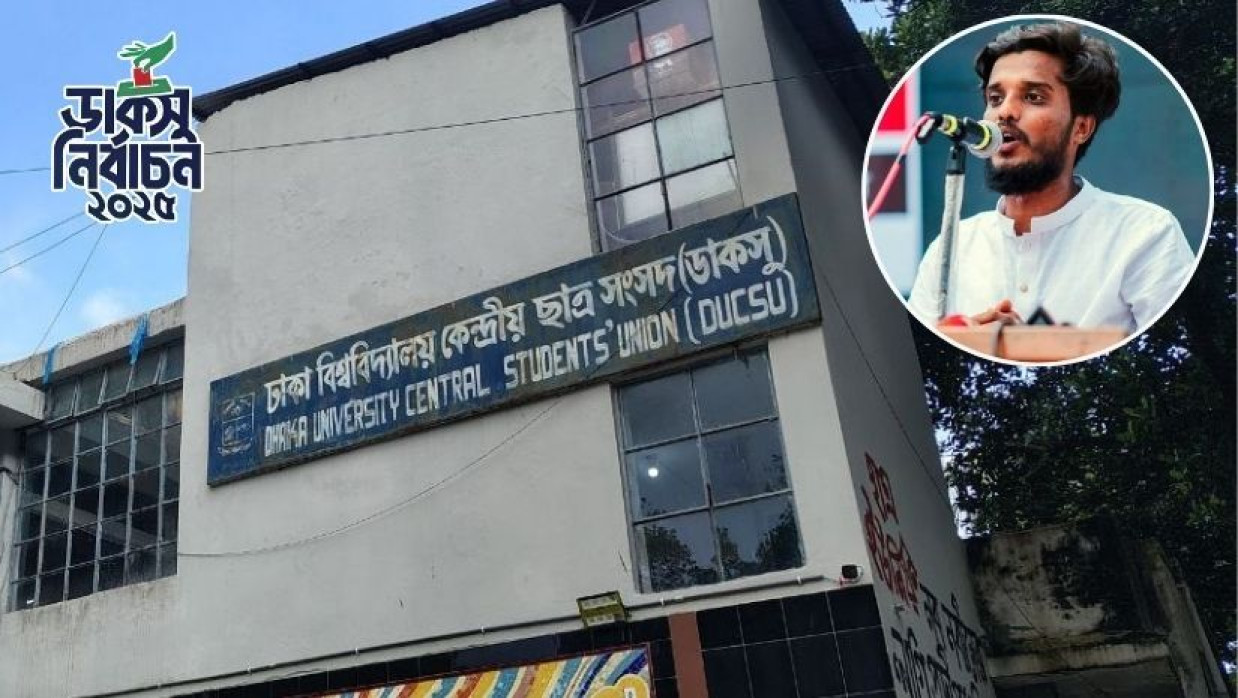 ডাকসু
নির্বাচন
২০২৫
ঢাকা বিশ্ববিদ্যালয় কেন্দ্রীয় ছাত্র সংসদ (ডাকসু)
DHAKA UNIVERSITY CENTRAL STUDENTS' UNION (DUCSU)